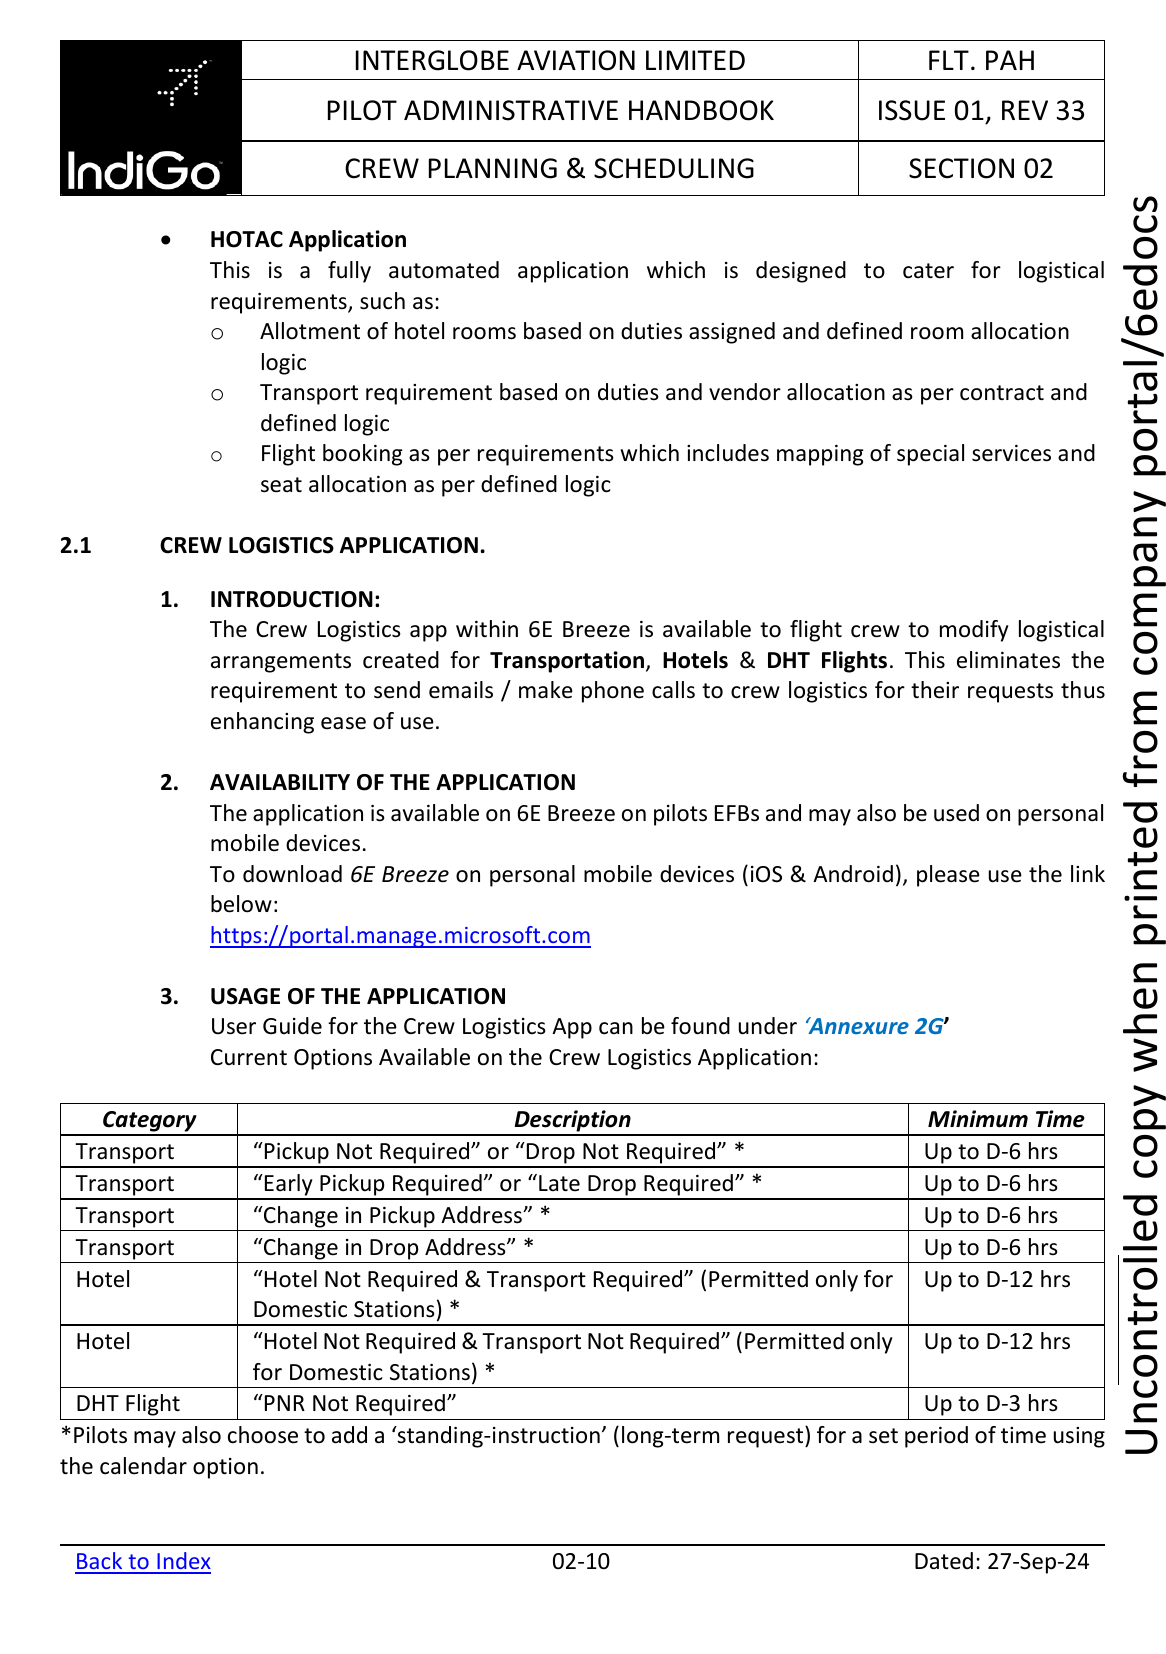 INTERGLOBE AVIATION LIMITED
FLT. PAH
PILOT ADMINISTRATIVE HANDBOOK
ISSUE 01, REV 33
IndiGo
CREW PLANNING & SCHEDULING
SECTION 02
• HOTAC Application
This is a fully automated application which is designed to cater for logistical
requirements, such as:
o Allotment of hotel rooms based on duties assigned and defined room allocation
logic
o Transport requirement based on duties and vendor allocation as per contract and
defined logic
o Flight booking as per requirements which includes mapping of special services and
seat allocation as per defined logic
2.1 CREW LOGISTICS APPLICATION.
1. INTRODUCTION:
The Crew Logistics app within 6E Breeze is available to flight crew to modify logistical
arrangements created for Transportation, Hotels & DHT Flights. This eliminates the
requirement to send emails / make phone calls to crew logistics for their requests thus
enhancing ease of use.
2. AVAILABILITY OF THE APPLICATION
The application is available on 6E Breeze on pilots EFBs and may also be used on personal
mobile devices.
To download 6E Breeze on personal mobile devices (iOS & Android), please use the link
below:
https://portal.manage.microsoft.com
3. USAGE OF THE APPLICATION
User Guide for the Crew Logistics App can be found under ‘Annexure 2G’
Current Options Available on the Crew Logistics Application:
Category Description Minimum Time
Transport “Pickup Not Required” or “Drop Not Required” * Up to D-6 hrs
Transport “Early Pickup Required” or “Late Drop Required” * Up to D-6 hrs
Transport “Change in Pickup Address” * Up to D-6 hrs
Transport “Change in Drop Address” * Up to D-6 hrs
Hotel “Hotel Not Required & Transport Required” (Permitted only for Up to D-12 hrs
Domestic Stations) *
Hotel “Hotel Not Required & Transport Not Required” (Permitted only Up to D-12 hrs
for Domestic Stations) *
DHT Flight “PNR Not Required” Up to D-3 hrs
*Pilots may also choose to add a ‘standing-instruction’ (long-term request) for a set period of time using
the calendar option.
Back to Index 02-10 Dated: 27-Sep-24
Uncontrolled copy when printed from company portal/6edocs